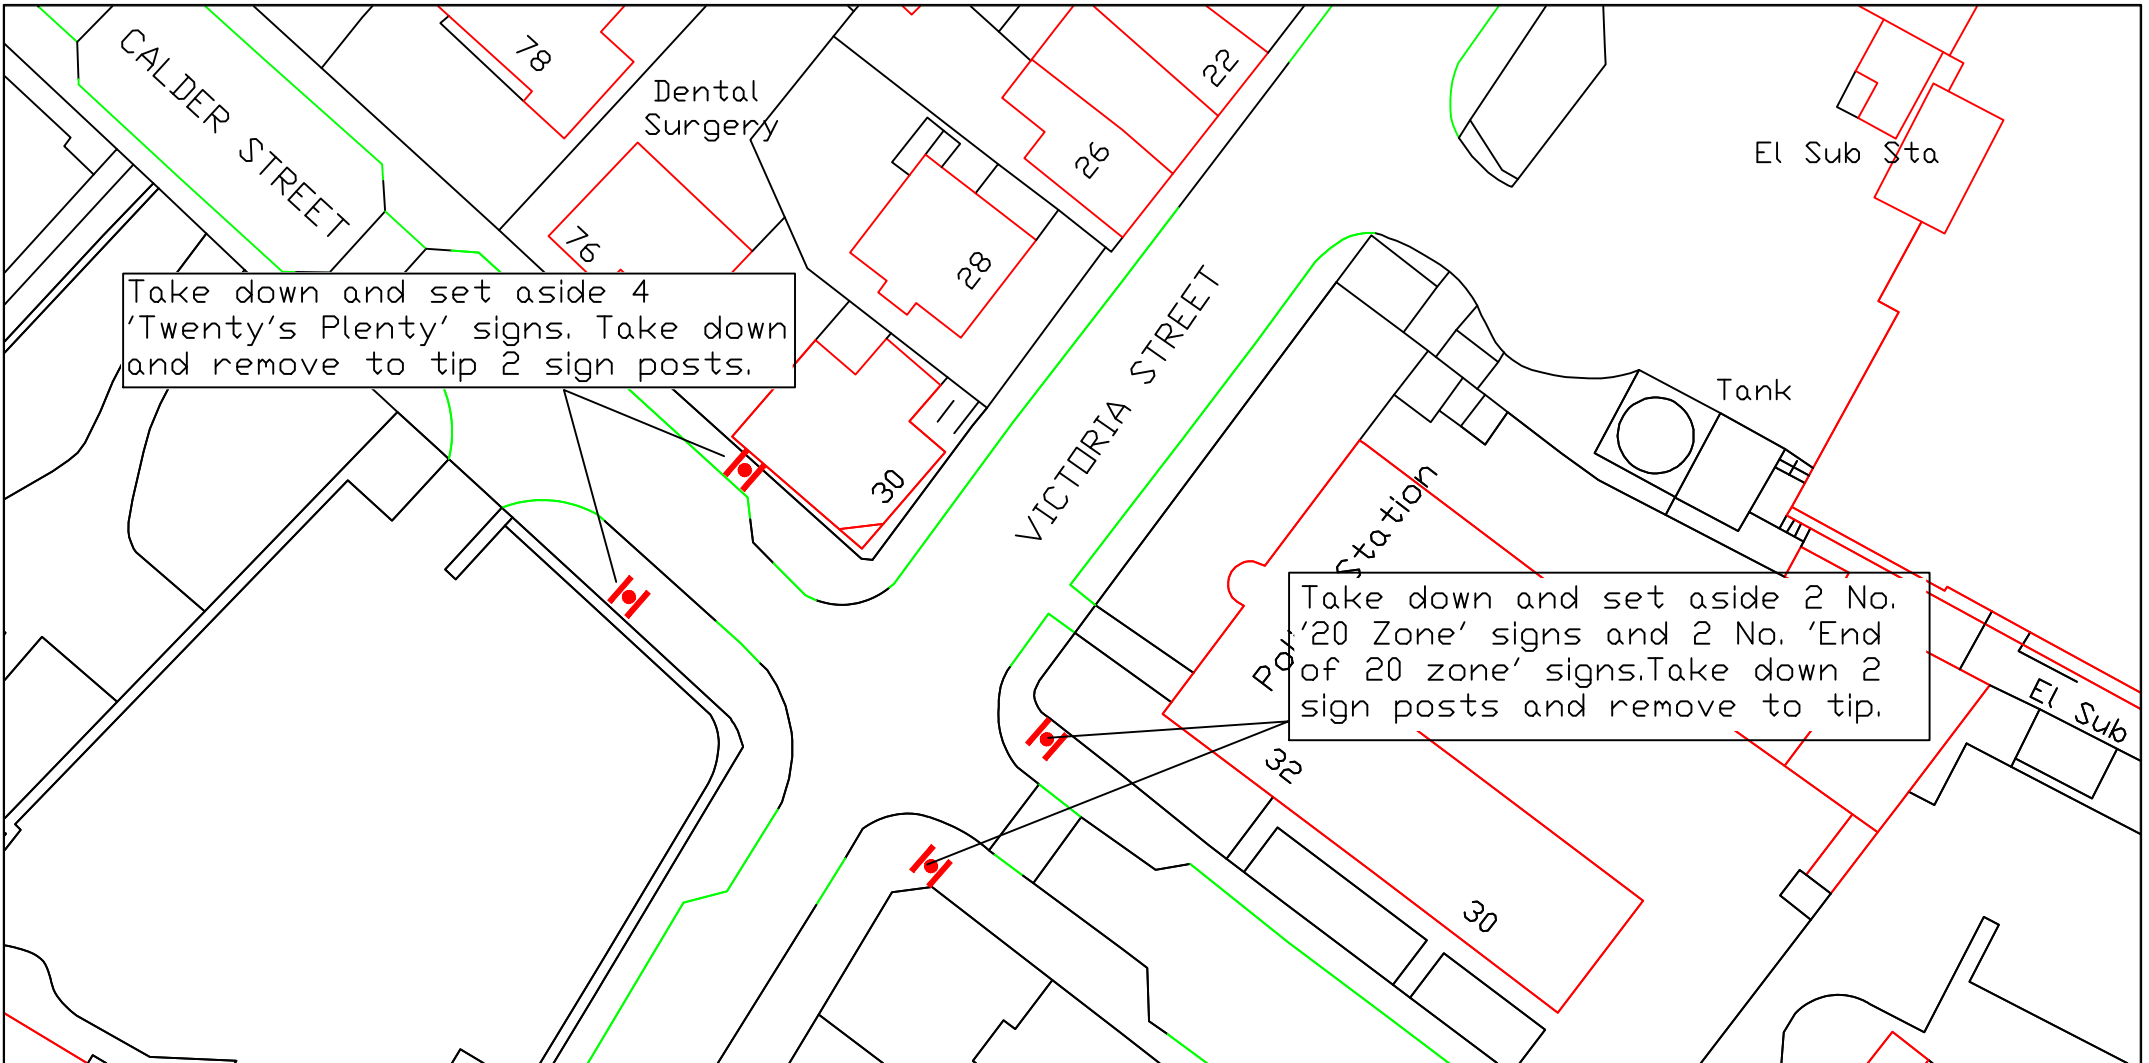 CALDER STREET
78
Dental
Surgery
22
26
El Sub Sta
76
28
Take down and set aside 4
'Twenty's Plenty' signs. Take down
and remove to tip 2 sign posts.
VICTORIA STREET
Tank
30
Station
Take down and set aside 2 No.
'20 Zone' signs and 2 No. 'End
of 20 zone' signs.Take down 2
sign posts and remove to tip.
El Sub
32
30